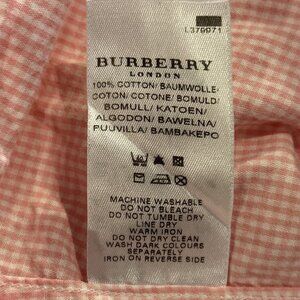 BURBERRY
LONDON
100% COTTON/ BAUMWOLLE/
COTON/ COTONE/ BOMULD/
BOMULL/ KATOEN/
ALGODON/ BAWELNA/
PUUVILLA/ BAMBAKEPO
MACHINE WASHABLE
DO NOT BLEACH
DO NOT TUMBLE DRY
LINE DRY
WARM IRON
DO NOT DRY CLEAN
WASH DARK COLOURS
SEPARATELY
IRON ON REVERSE SIDE